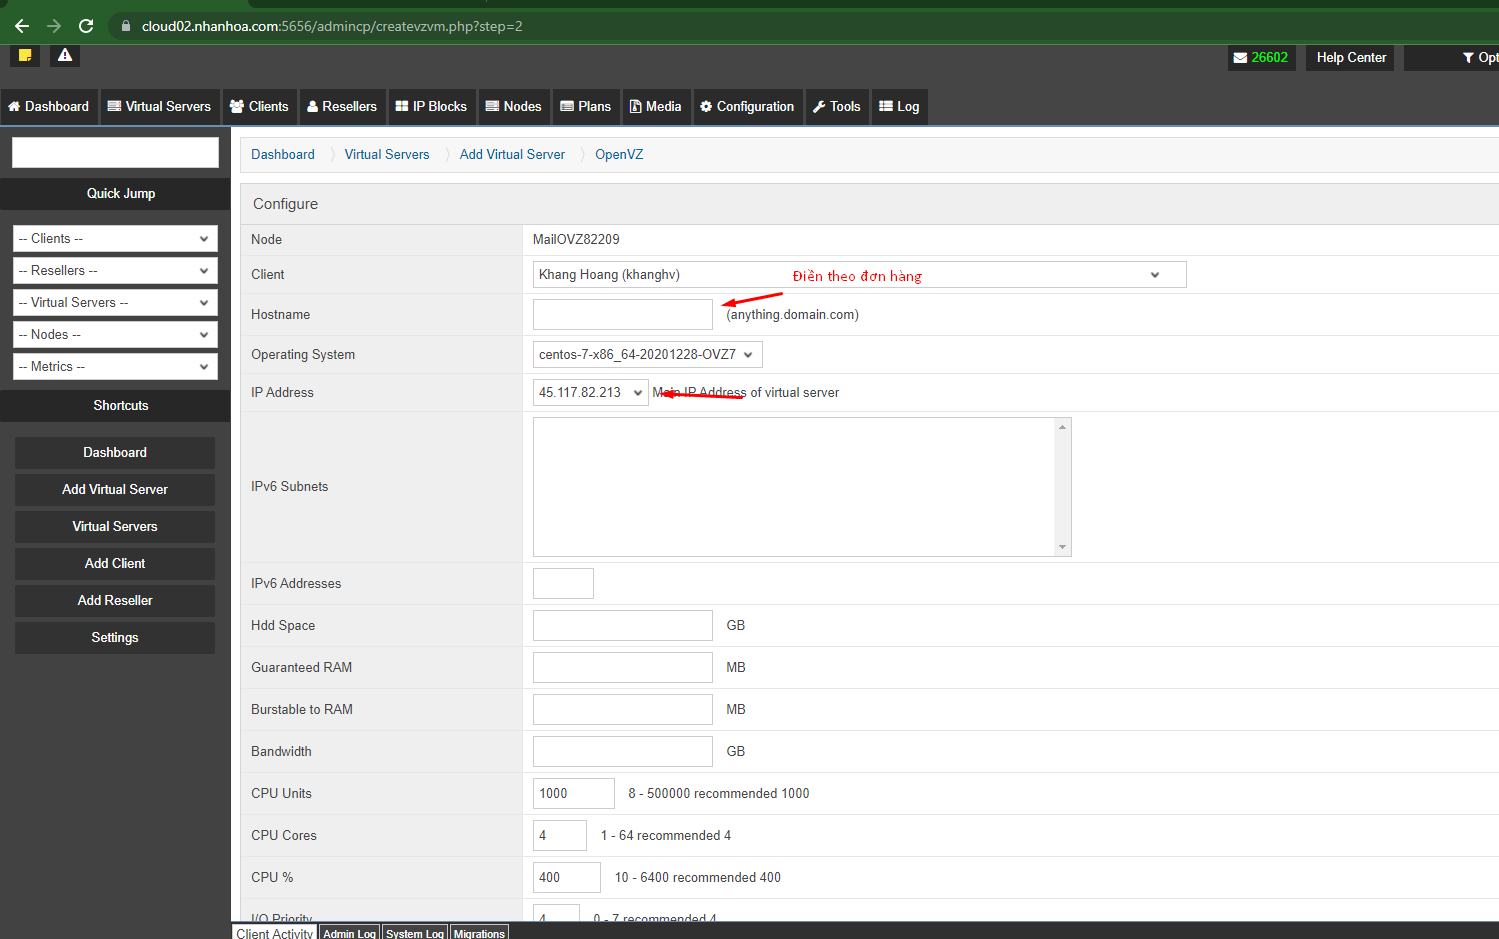 cloud02.nhanhoa.com:5656/admincp/createvzvm.php?step=2
26602
Help Center
Opt
Dashboard
Virtual Servers
Clients
Resellers
IP Blocks
Nodes
Plans
Media
Configuration
Tools
Log
Quick Jump
-- Clients --
-- Resellers --
-- Virtual Servers --
-- Nodes --
-- Metrics --
Shortcuts
Dashboard
Add Virtual Server
Virtual Servers
Add Client
Add Reseller
Settings
Dashboard Virtual Servers Add Virtual Server OpenVZ
Configure
Node MailOVZ82209
Client Khang Hoang (khanghv) Điền theo đơn hàng
Hostname (anything.domain.com)
Operating System centos-7-x86_64-20201228-OVZ7
IP Address 45.117.82.213 Main IP Address of virtual server
IPv6 Subnets
IPv6 Addresses
Hdd Space GB
Guaranteed RAM MB
Burstable to RAM MB
Bandwidth GB
CPU Units 1000 8 - 500000 recommended 1000
CPU Cores 4 1 - 64 recommended 4
CPU % 400 10 - 6400 recommended 400
I/O Priority 4 0 - 7 recommended 4
Client Activity Admin Log System Log Migrations